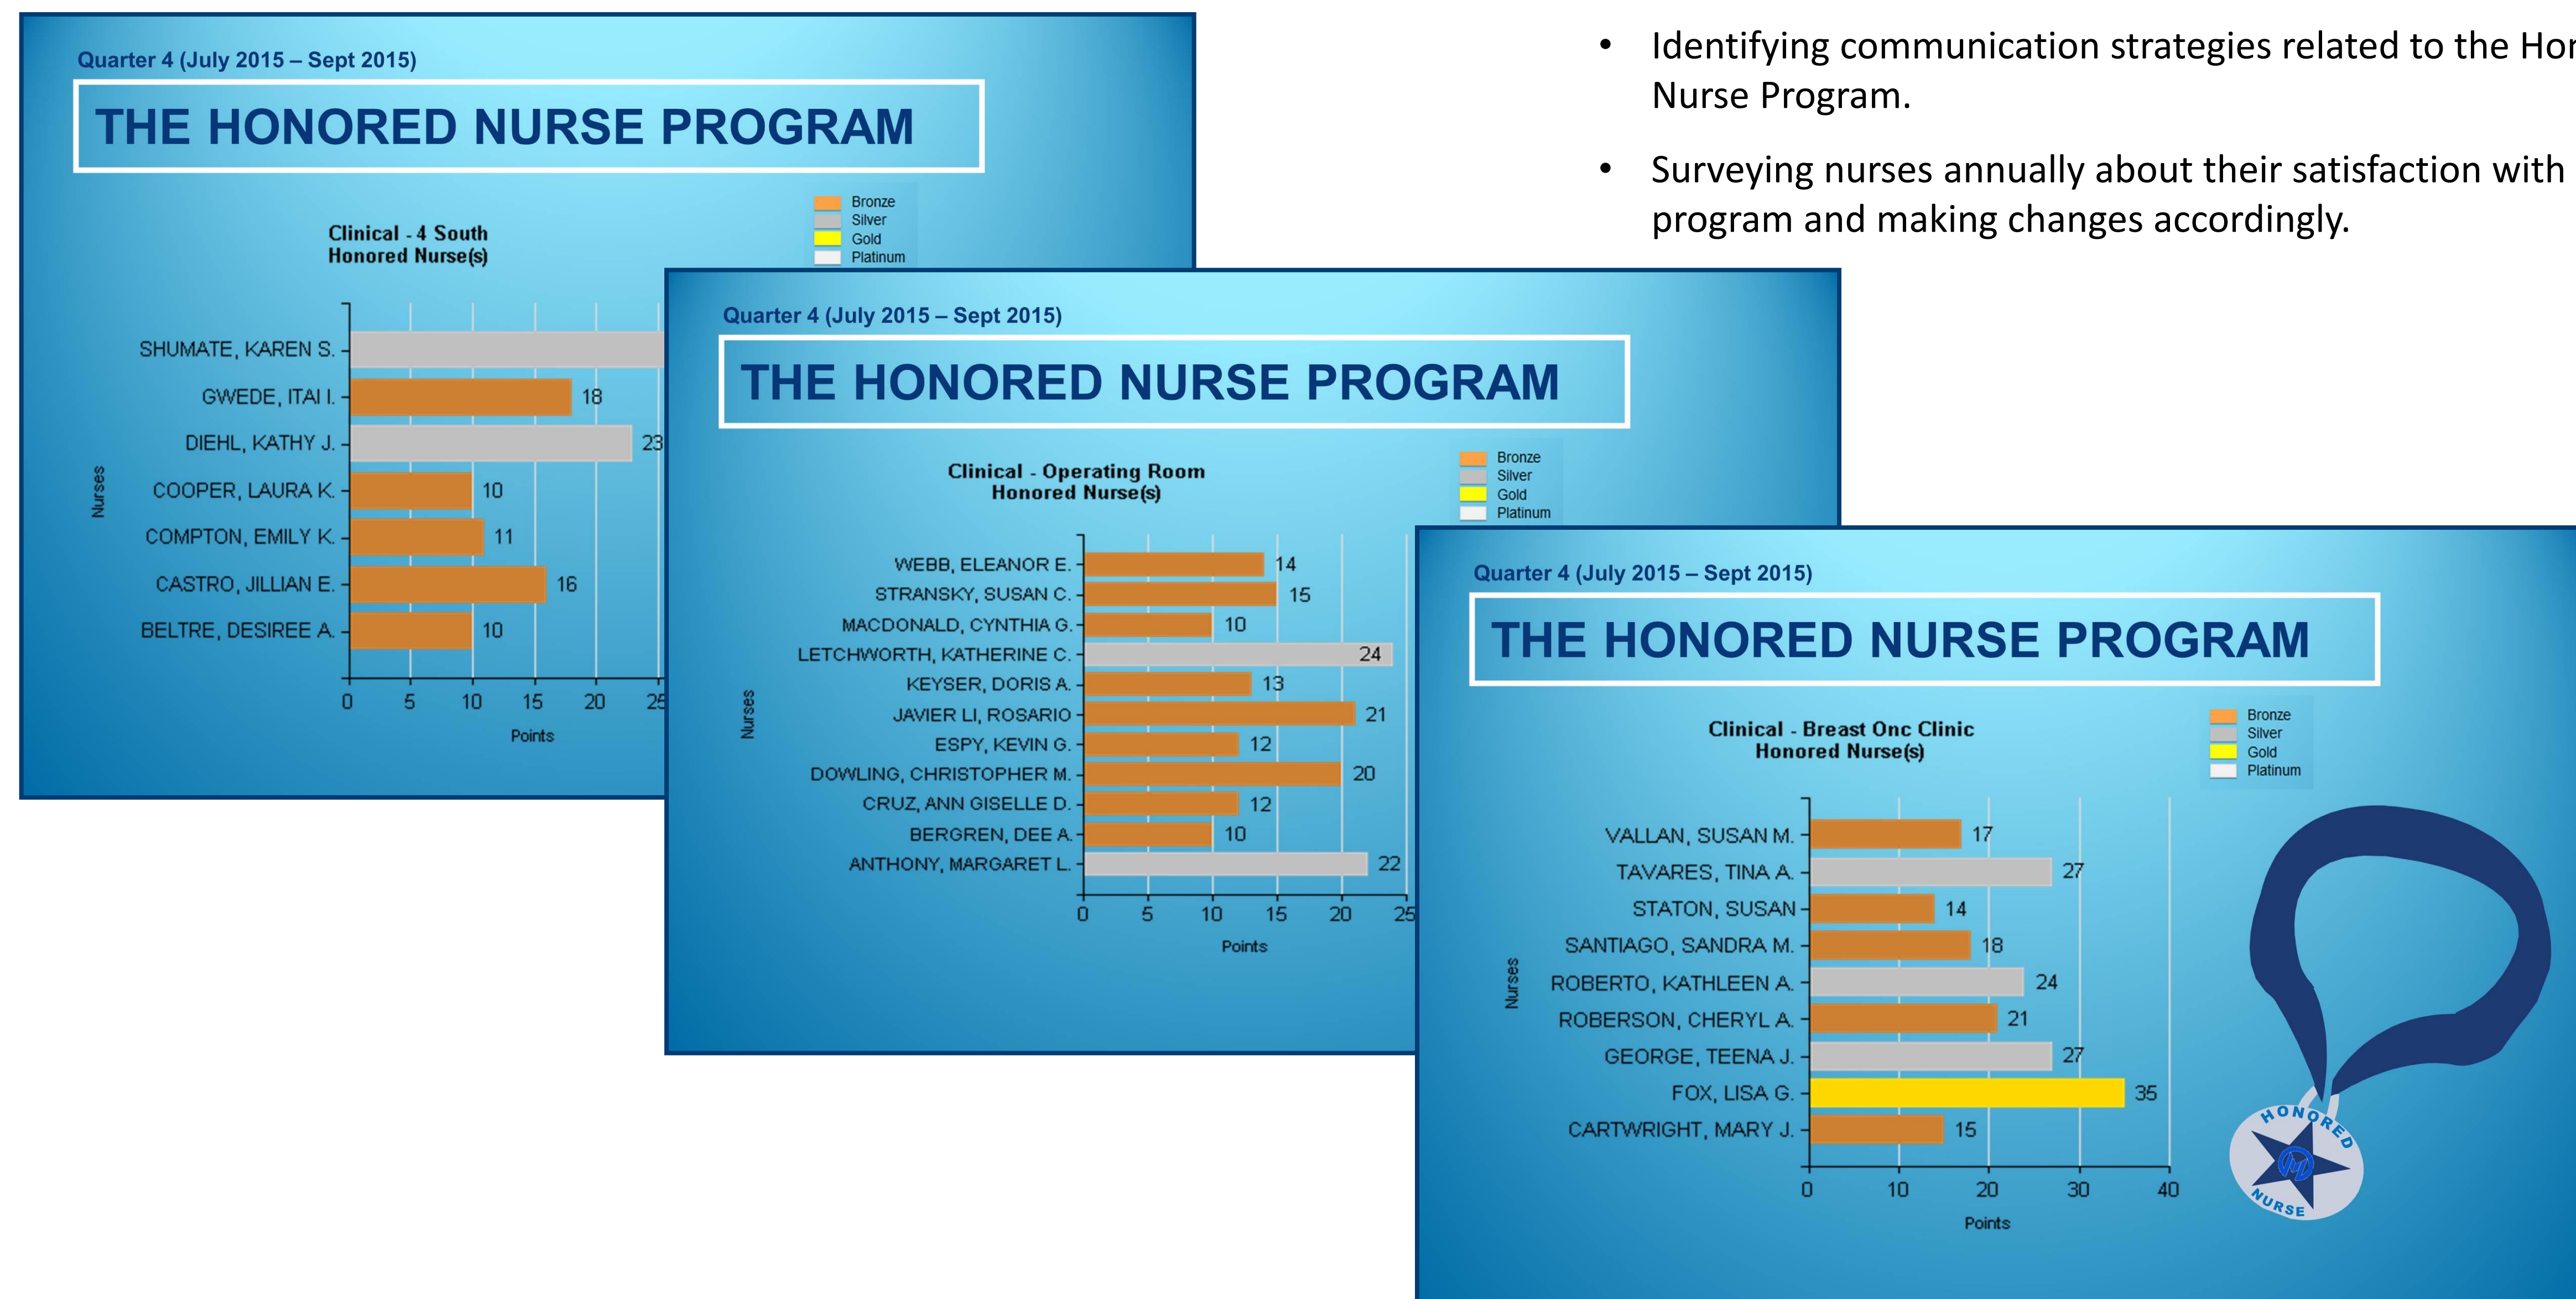 Quarter 4 (July 2015 – Sept 2015)
THE HONORED NURSE PROGRAM
Clinical - 4 South
Honored Nurse(s)
Bronze
Silver
Gold
Platinum
Nurses
SHUMATE, KAREN S.
GWEDE, ITAI I. 18
DIEHL, KATHY J. 23
COOPER, LAURA K. 10
COMPTON, EMILY K. 11
CASTRO, JILLIAN E. 16
BELTRE, DESIREE A. 10
0 5 10 15 20 25
Points
Identifying communication strategies related to the
Nurse Program.
Surveying nurses annually about their satisfaction with
program and making changes accordingly.
Quarter 4 (July 2015 – Sept 2015)
THE HONORED NURSE PROGRAM
Clinical - Operating Room
Honored Nurse(s)
Bronze
Silver
Gold
Platinum
Nurses
WEBB, ELEANOR E. 14
STRANSKY, SUSAN C. 15
MACDONALD, CYNTHIA G. 10
LETCHWORTH, KATHERINE C. 24
KEYSER, DORIS A. 13
JAVIER LI, ROSARIO 21
ESPY, KEVIN G. 12
DOWLING, CHRISTOPHER M. 20
CRUZ, ANN GISELLE D. 12
BERGREN, DEE A. 10
ANTHONY, MARGARET L. 22
0 5 10 15 20 25
Points
Quarter 4 (July 2015 – Sept 2015)
THE HONORED NURSE PROGRAM
Clinical - Breast Onc Clinic
Honored Nurse(s)
Bronze
Silver
Gold
Platinum
Nurses
VALLAN, SUSAN M. 17
TAVARES, TINA A. 27
STATON, SUSAN 14
SANTIAGO, SANDRA M. 18
ROBERTO, KATHLEEN A. 24
ROBERSON, CHERYL A. 21
GEORGE, TEENA J. 27
FOX, LISA G. 35
CARTWRIGHT, MARY J. 15
0 10 20 30 40
Points
HONORED
NURSE